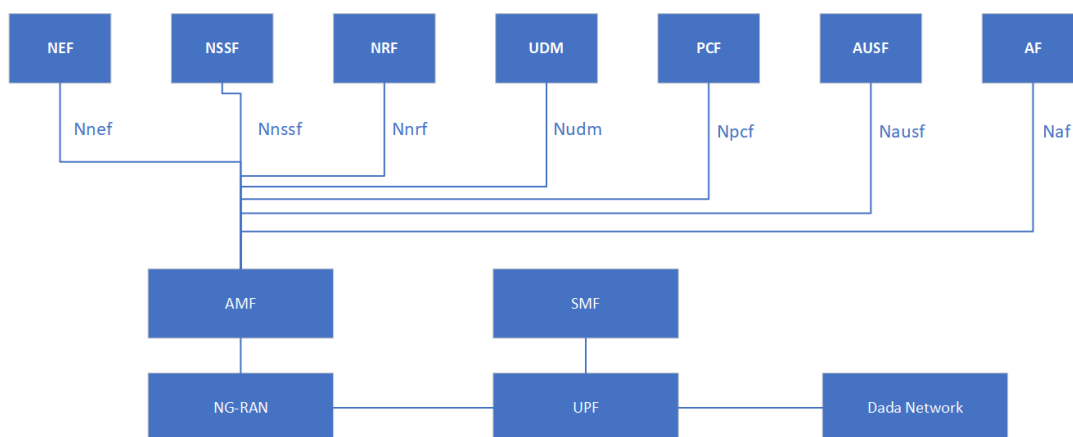 NEF
NSSF
NRF
UDM
PCF
AUSF
AF
Nnef
Nnssf
Nnrf
Nudm
Npcf
Nausf
Naf
AMF
SMF
NG-RAN
UPF
Dada Network